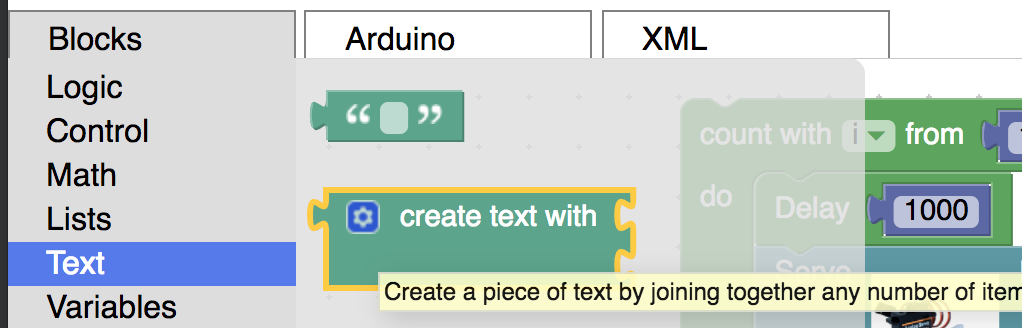 Blocks
Arduino
XML
Logic
Control
Math
Lists
Text
Variables
“ ”
create text with
Create a piece of text by joining together any number of item
count with i from
do
Delay 1000
Servo